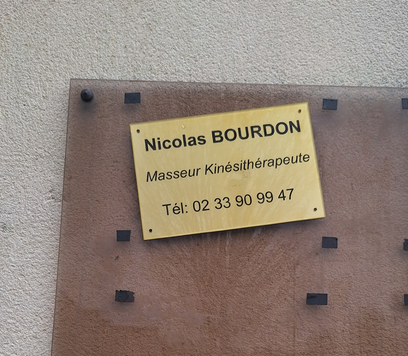 Nicolas BOURDON
Masseur Kinésithérapeute
Tél: 02 33 90 99 47